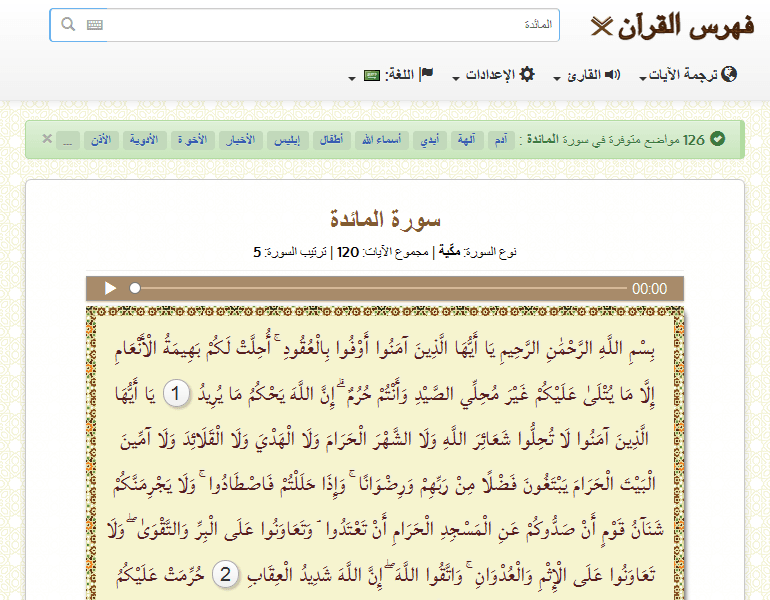 فهرس القرآن
المائدة
ترجمة الآيات
القارئ
الإعدادات
اللغة:
126 مواضع متوفرة في سورة المائدة : آدم آلهة أبدي أسماء الله أطفال إبليس الأخبار الأخوة الأدوية الأذن ...
سورة المائدة
نوع السورة: مكّية | مجموع الآيات: 120 | ترتيب السورة: 5
00:00
بِسْمِ اللَّهِ الرَّحْمَٰنِ الرَّحِيمِ يَا أَيُّهَا الَّذِينَ آمَنُوا أَوْفُوا بِالْعُقُودِ ۚ أُحِلَّتْ لَكُمْ بَهِيمَةُ الْأَنْعَامِ
إِلَّا مَا يُتْلَىٰ عَلَيْكُمْ غَيْرَ مُحِلِّي الصَّيْدِ وَأَنْتُمْ حُرُمٌ ۗ إِنَّ اللَّهَ يَحْكُمُ مَا يُرِيدُ 1 يَا أَيُّهَا
الَّذِينَ آمَنُوا لَا تُحِلُّوا شَعَائِرَ اللَّهِ وَلَا الشَّهْرَ الْحَرَامَ وَلَا الْهَدْيَ وَلَا الْقَلَائِدَ وَلَا آمِّينَ
الْبَيْتَ الْحَرَامَ يَبْتَغُونَ فَضْلًا مِنْ رَبِّهِمْ وَرِضْوَانًا ۚ وَإِذَا حَلَلْتُمْ فَاصْطَادُوا ۚ وَلَا يَجْرِمَنَّكُمْ
شَنَآنُ قَوْمٍ أَنْ صَدُّوكُمْ عَنِ الْمَسْجِدِ الْحَرَامِ أَنْ تَعْتَدُوا ۘ وَتَعَاوَنُوا عَلَى الْبِرِّ وَالتَّقْوَىٰ ۖ وَلَا
تَعَاوَنُوا عَلَى الْإِثْمِ وَالْعُدْوَانِ ۚ وَاتَّقُوا اللَّهَ ۖ إِنَّ اللَّهَ شَدِيدُ الْعِقَابِ 2 حُرِّمَتْ عَلَيْكُمُ